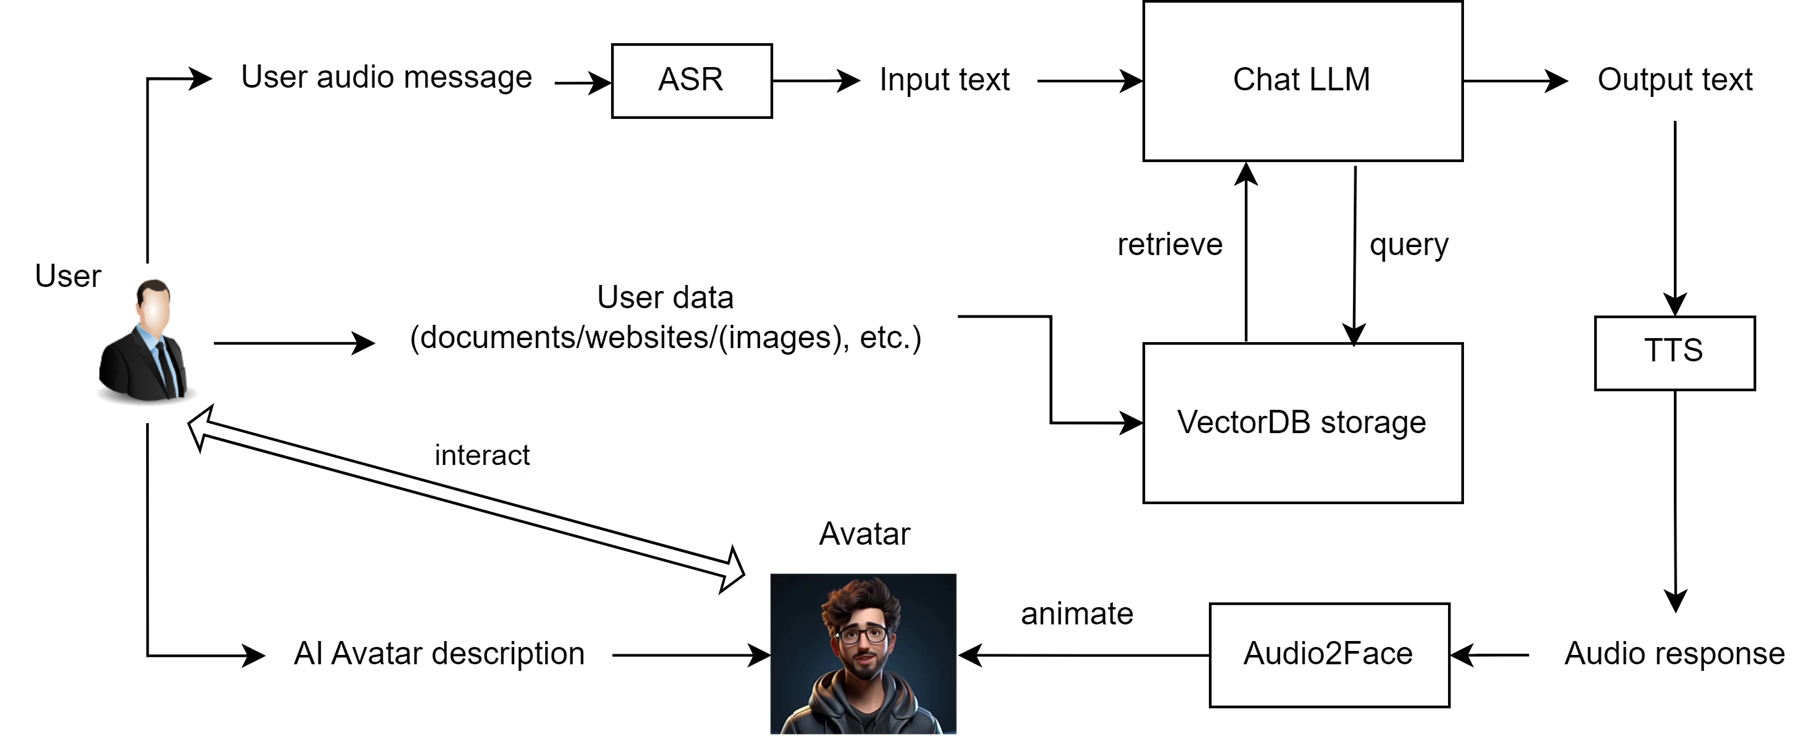 User audio message
ASR
Input text
Chat LLM
Output text
retrieve
query
User
User data
(documents/websites/(images), etc.)
TTS
VectorDB storage
interact
Avatar
animate
AI Avatar description
Audio2Face
Audio response